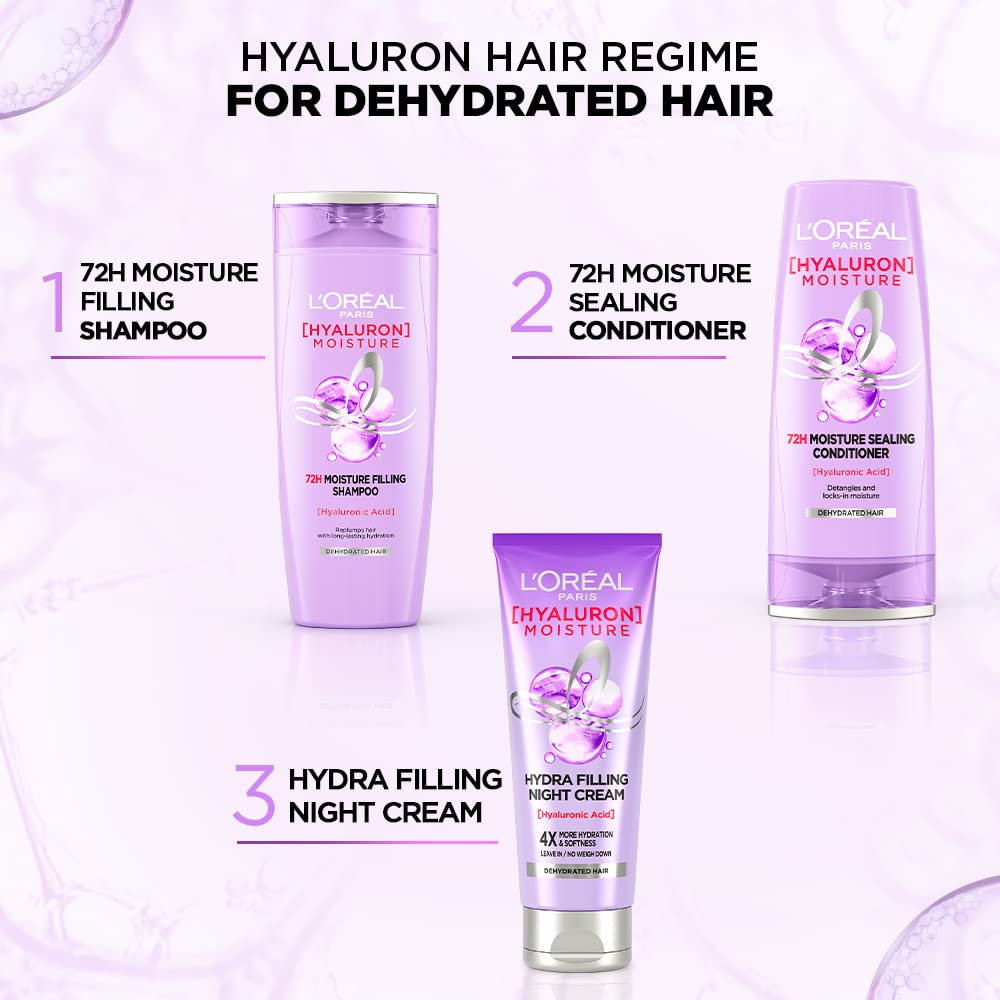 HYALURON HAIR REGIME
FOR DEHYDRATED HAIR
1
72H MOISTURE
FILLING
SHAMPOO
L'ORÉAL
PARIS
[HYALURON]
MOISTURE
72H MOISTURE FILLING
SHAMPOO
[Hyaluronic Acid]
Replumps hair
with long-lasting hydration
DEHYDRATED HAIR
2
72H MOISTURE
SEALING
CONDITIONER
L'ORÉAL
PARIS
[HYALURON]
MOISTURE
72H MOISTURE SEALING
CONDITIONER
[Hyaluronic Acid]
Detangles and
locks-in moisture
DEHYDRATED HAIR
3
HYDRA FILLING
NIGHT CREAM
L'ORÉAL
PARIS
[HYALURON]
MOISTURE
HYDRA FILLING
NIGHT CREAM
[Hyaluronic Acid]
4X MORE HYDRATION
& SOFTNESS
LEAVE IN / NO WEIGH DOWN
DEHYDRATED HAIR